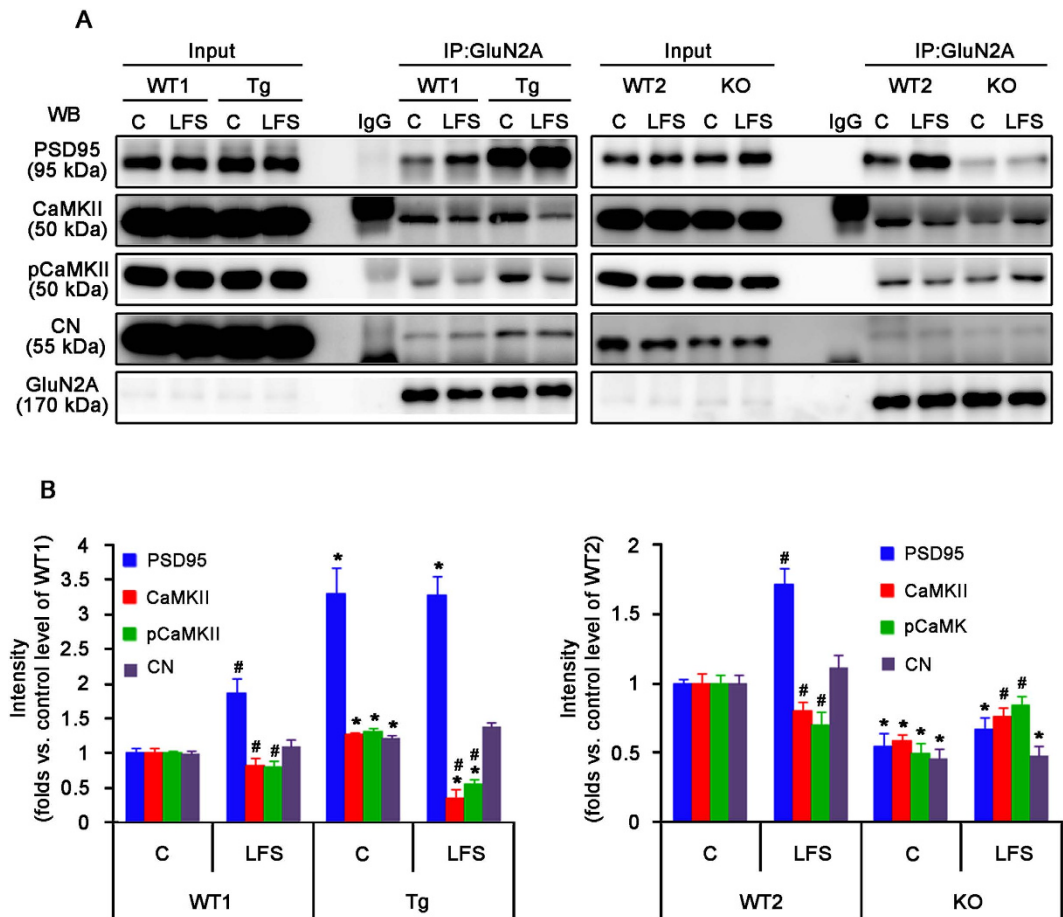 A
Input IP:GluN2A Input IP:GluN2A
WT1 Tg WT1 Tg WT2 KO WT2 KO
WB C LFS C LFS IgG C LFS C LFS C LFS C LFS IgG C LFS C LFS
PSD95
(95 kDa)
CaMKII
(50 kDa)
pCaMKII
(50 kDa)
CN
(55 kDa)
GluN2A
(170 kDa)
B
Intensity
(folds vs. control level of WT1)
4
3.5
3
2.5
2
1.5
1
0.5
0
PSD95
CaMKII
pCaMKII
CN
# # # * * * * * # * # *
C LFS C LFS
WT1 Tg
Intensity
(folds vs. control level of WT2)
2
1.5
1
0.5
0
PSD95
CaMKII
pCaMK
CN
# # # * * * * * # # *
C LFS C LFS
WT2 KO